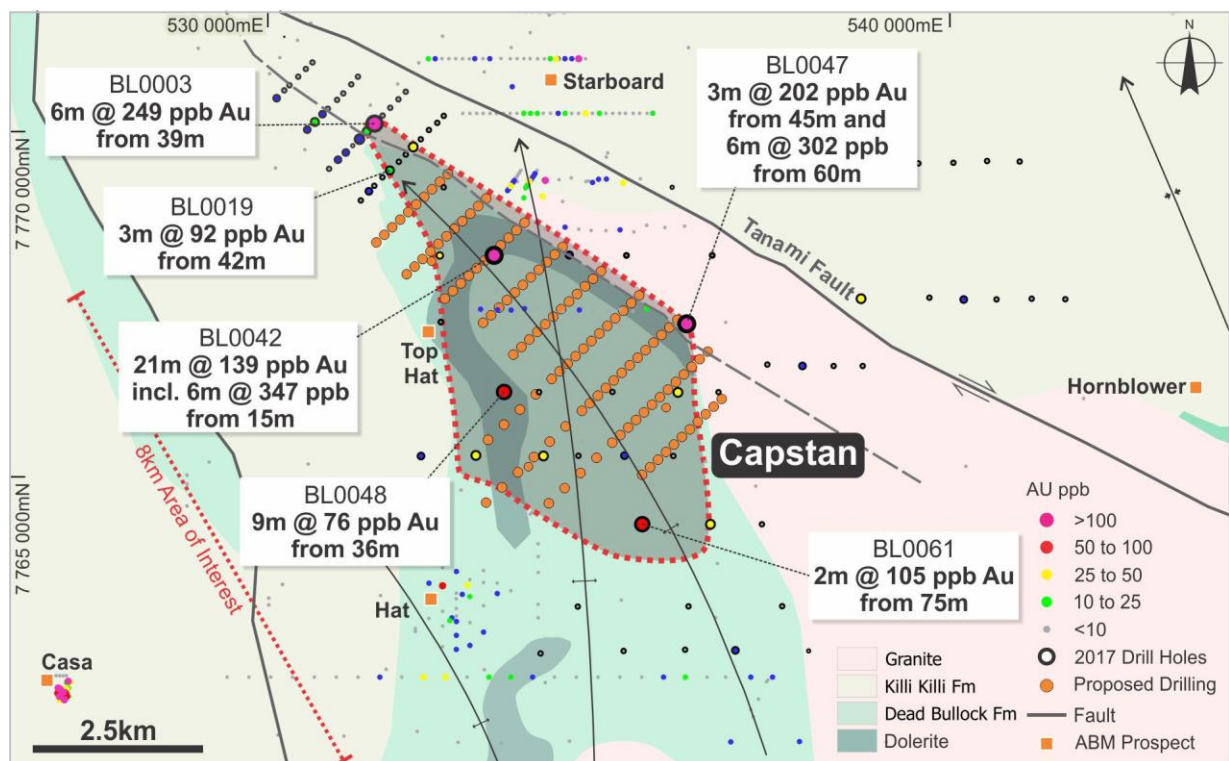 530 000mE
540 000mE
N
7 770 000mN
7 765 000mN
BL0003
6m @ 249 ppb Au
from 39m
Starboard
BL0047
3m @ 202 ppb Au
from 45m and
6m @ 302 ppb
from 60m
BL0019
3m @ 92 ppb Au
from 42m
Tanami Fault
BL0042
21m @ 139 ppb Au
incl. 6m @ 347 ppb
from 15m
Top
Hat
Hornblower
Capstan
8km Area of Interest
BL0048
9m @ 76 ppb Au
from 36m
BL0061
2m @ 105 ppb Au
from 75m
Hat
Casa
2.5km
Granite
Killi Killi Fm
Dead Bullock Fm
Dolerite
AU ppb
>100
50 to 100
25 to 50
10 to 25
<10
2017 Drill Holes
Proposed Drilling
Fault
ABM Prospect